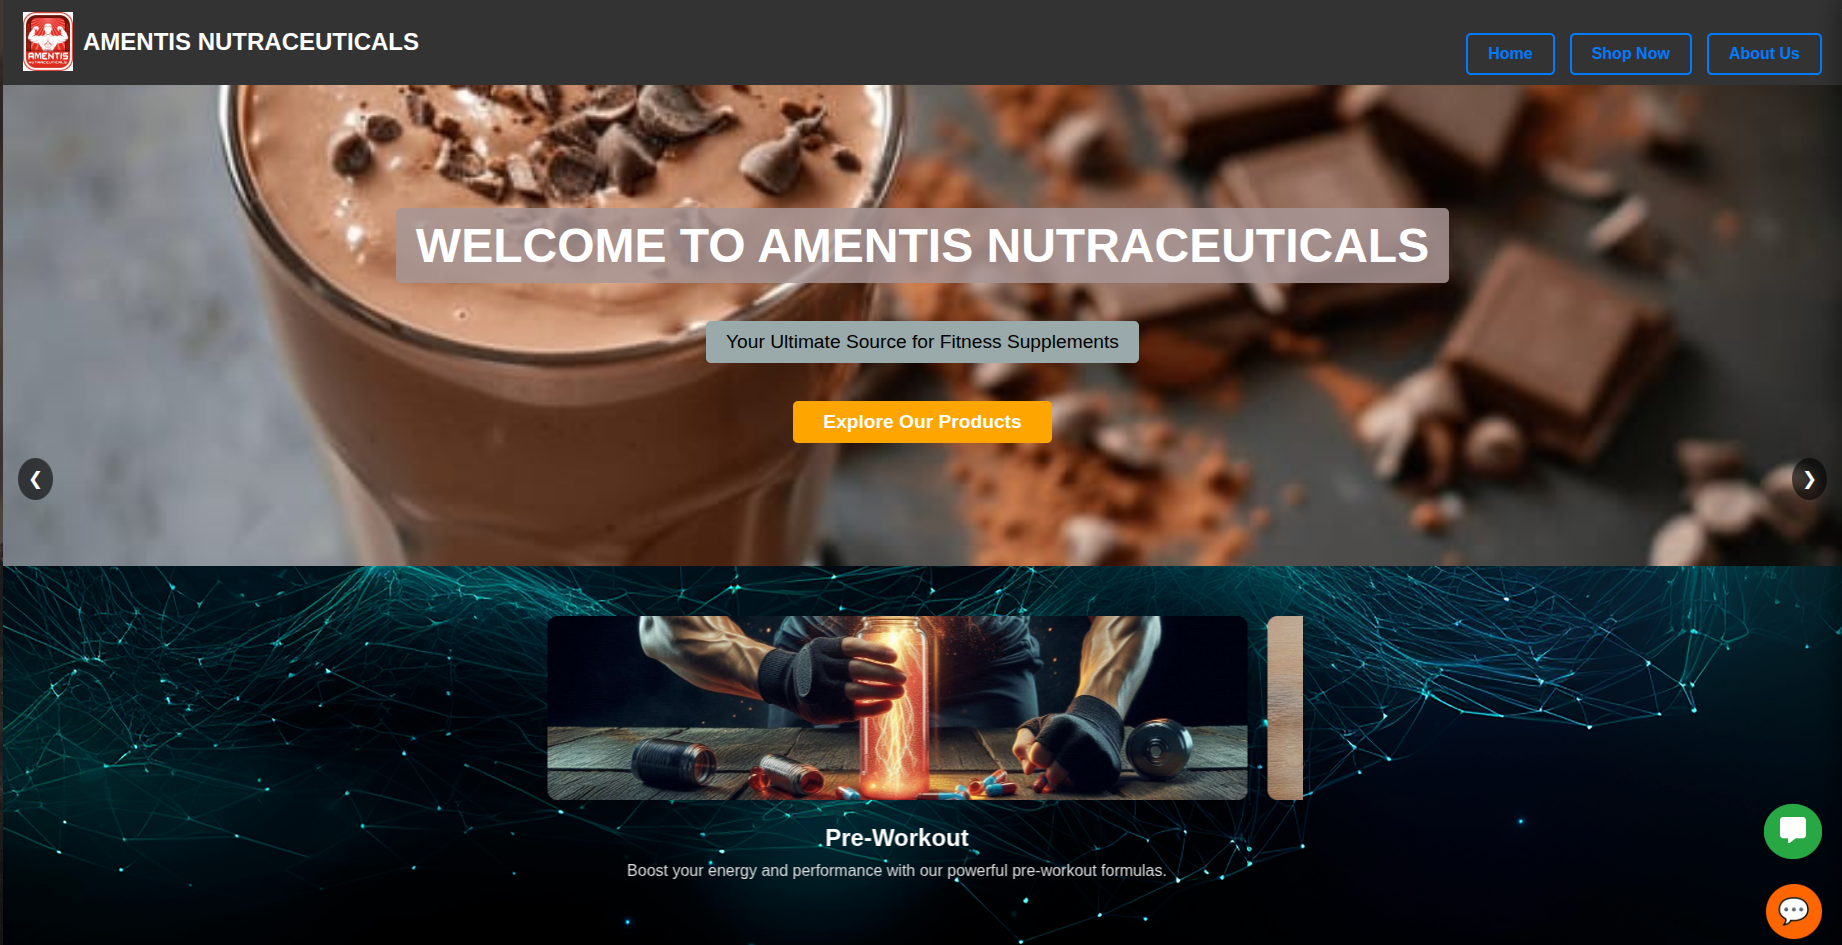 AMENTIS
NUTRACEUTICALS
AMENTIS NUTRACEUTICALS
Home
Shop Now
About Us
WELCOME TO AMENTIS NUTRACEUTICALS
Your Ultimate Source for Fitness Supplements
Explore Our Products
Pre-Workout
Boost your energy and performance with our powerful pre-workout formulas.